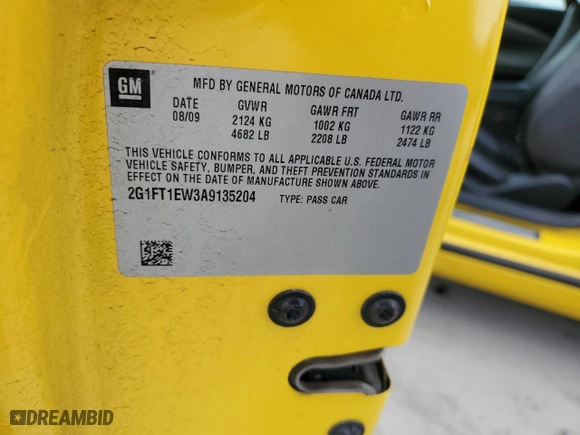 GM
MFD BY GENERAL MOTORS OF CANADA LTD.
DATE GVWR GAWR FRT GAWR RR
08/09 2124 KG 1002 KG 1122 KG
4682 LB 2208 LB 2474 LB
THIS VEHICLE CONFORMS TO ALL APPLICABLE U.S. FEDERAL MOTOR
VEHICLE SAFETY, BUMPER, AND THEFT PREVENTION STANDARDS IN
EFFECT ON THE DATE OF MANUFACTURE SHOWN ABOVE.
2G1FT1EW3A9135204 TYPE: PASS CAR
DREAMBID